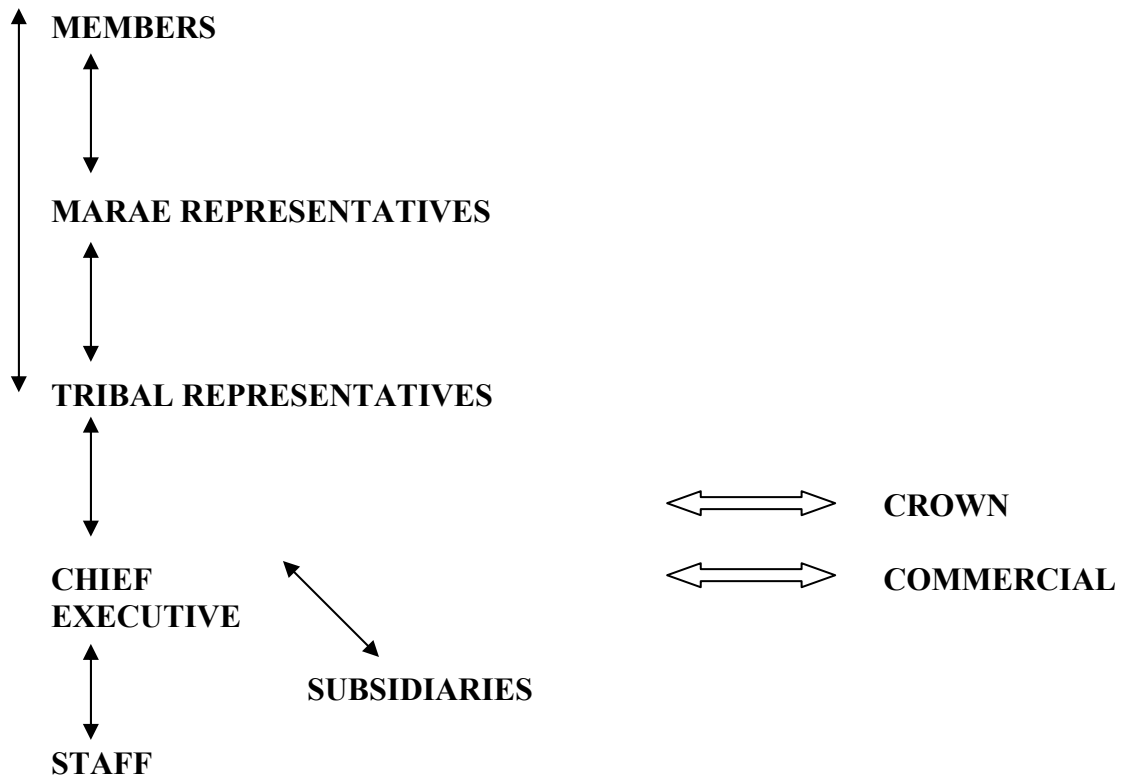 MEMBERS
MARAE REPRESENTATIVES
TRIBAL REPRESENTATIVES
CROWN
CHIEF
EXECUTIVE
COMMERCIAL
SUBSIDIARIES
STAFF